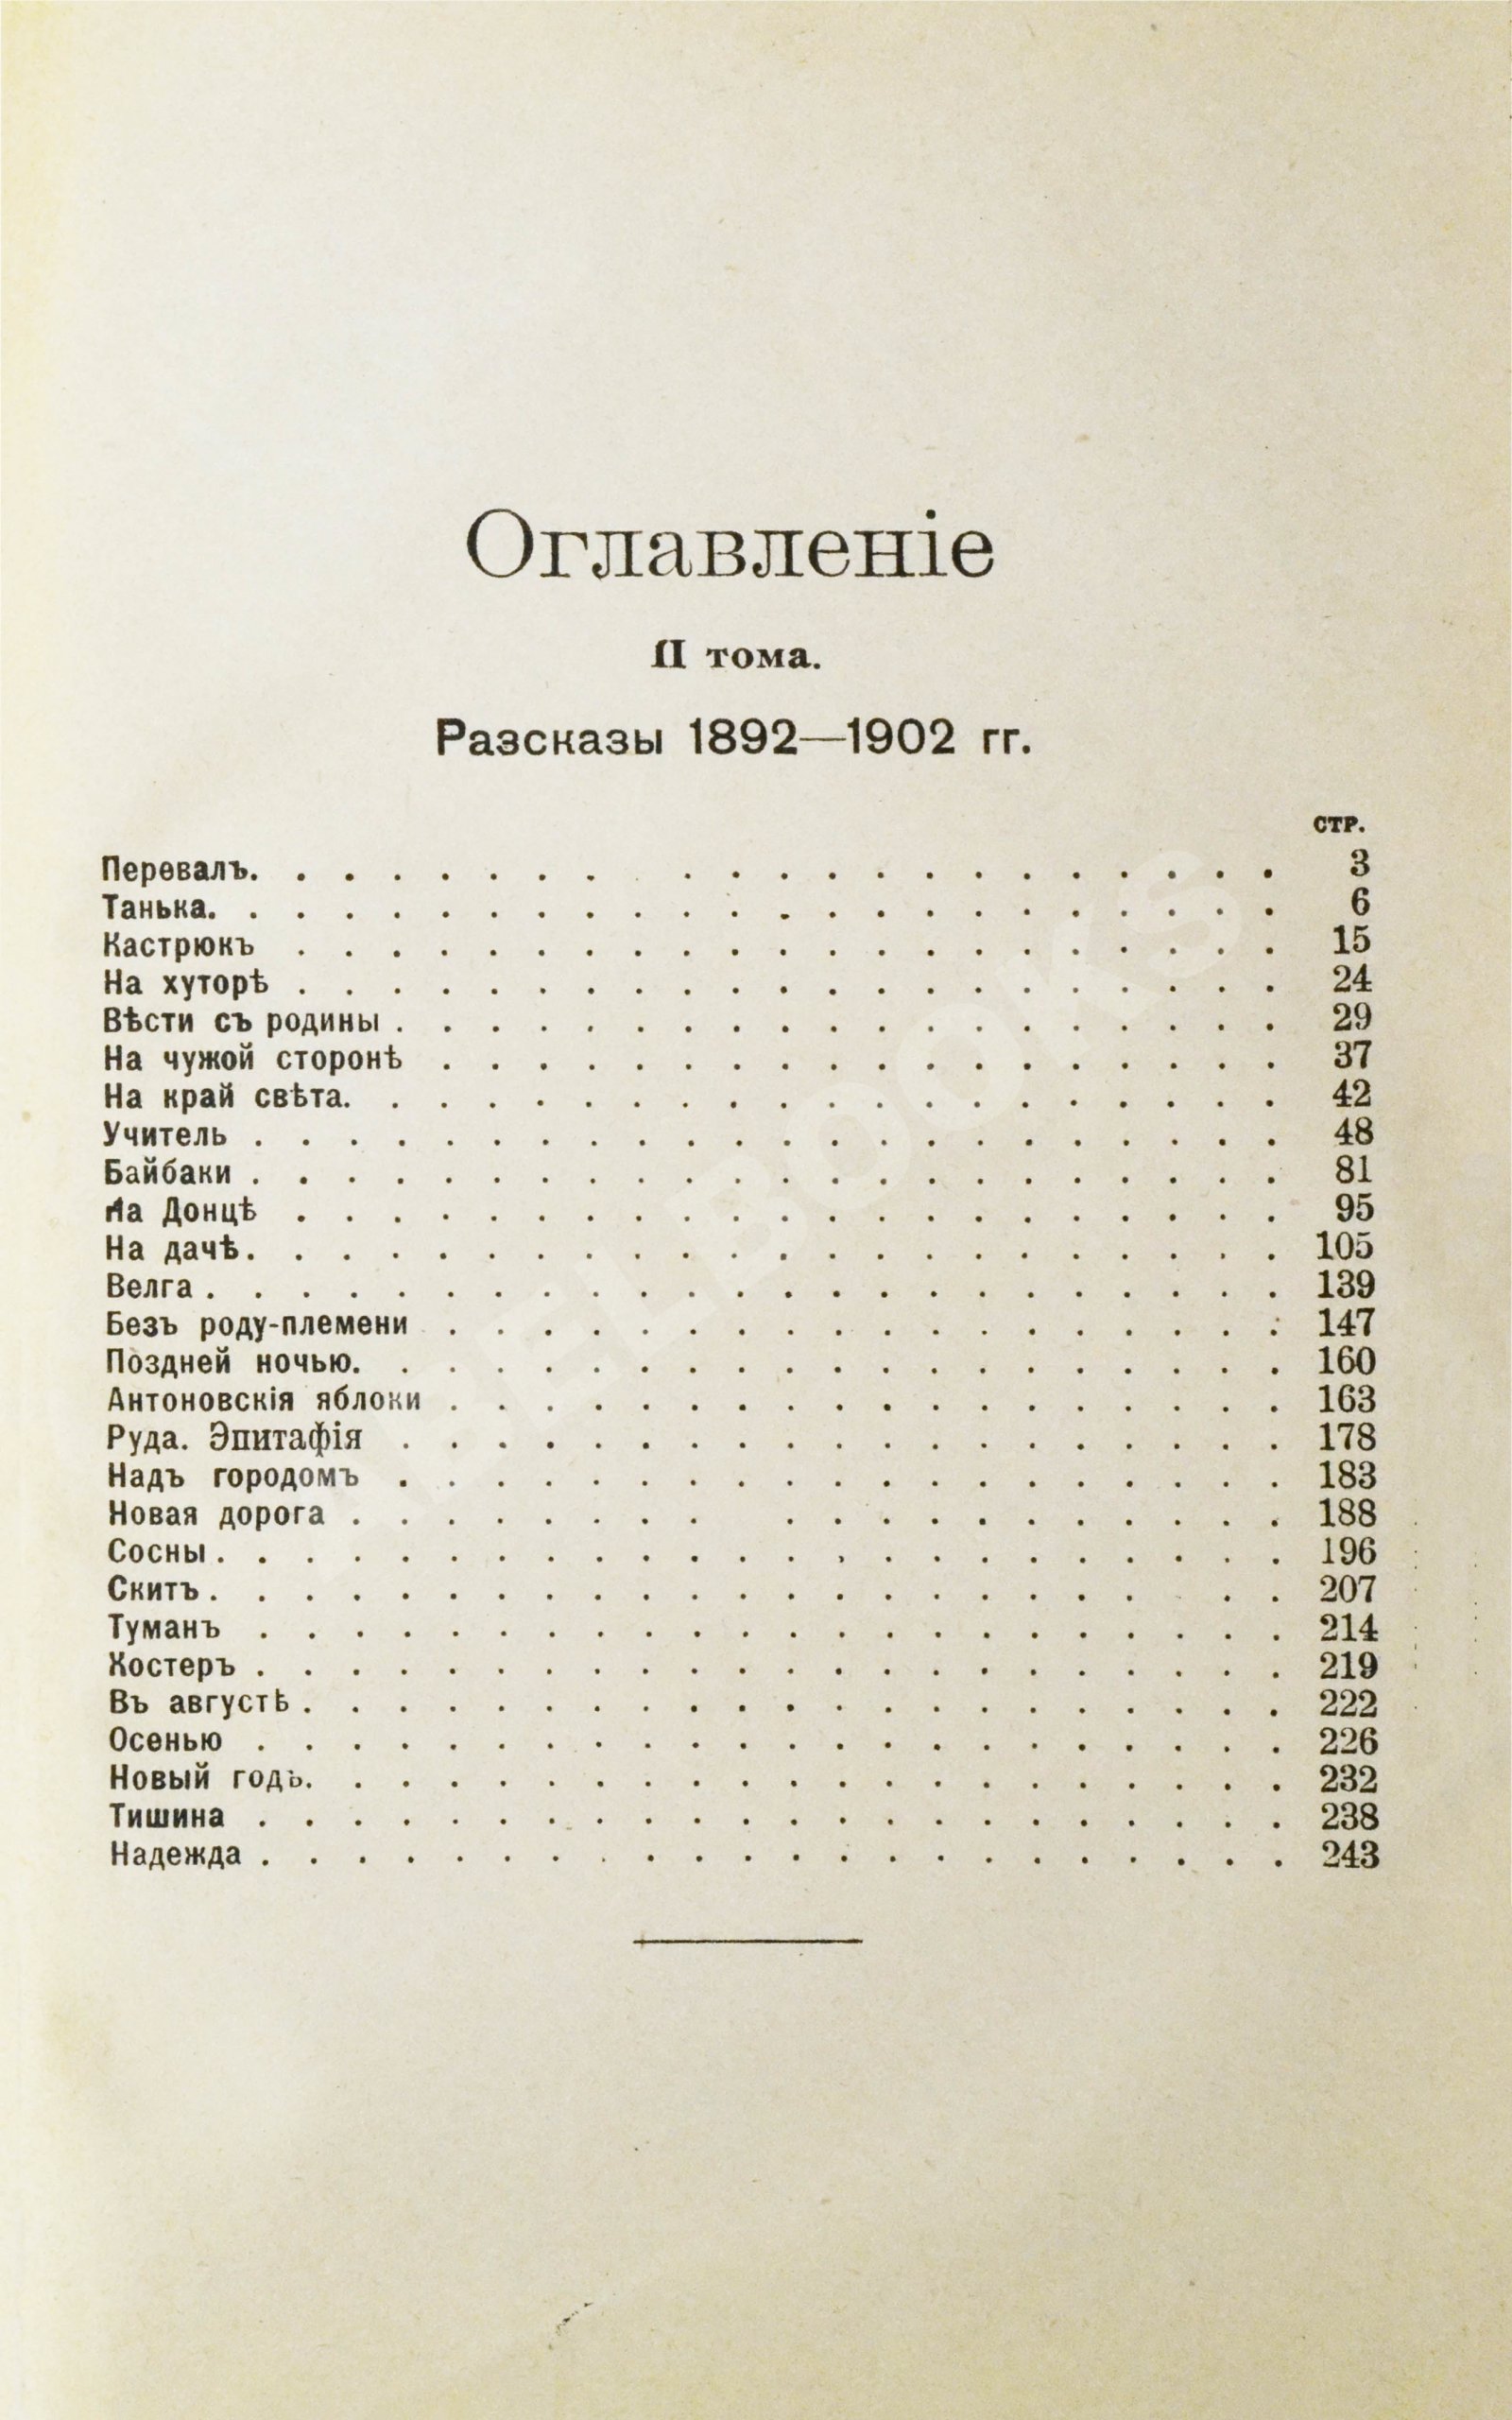 Оглавленіе
II тома.
Разсказы 1892—1902 гг.
СТР.
Перевалъ. 3
Танька. 6
Кастрюкъ 15
На хуторѣ 24
Вѣсти съ родины 29
На чужой сторонѣ 37
На край свѣта. 42
Учитель 48
Байбаки 81
На Донцѣ 95
На дачѣ. 105
Велга 139
Безъ роду-племени 147
Поздней ночью. 160
Антоновскія яблоки 163
Руда. Эпитафія 178
Надъ городомъ 183
Новая дорога 188
Сосны 196
Скитъ 207
Туманъ 214
Костеръ 219
Въ августѣ 222
Осенью 226
Новый годъ. 232
Тишина 238
Надежда 243